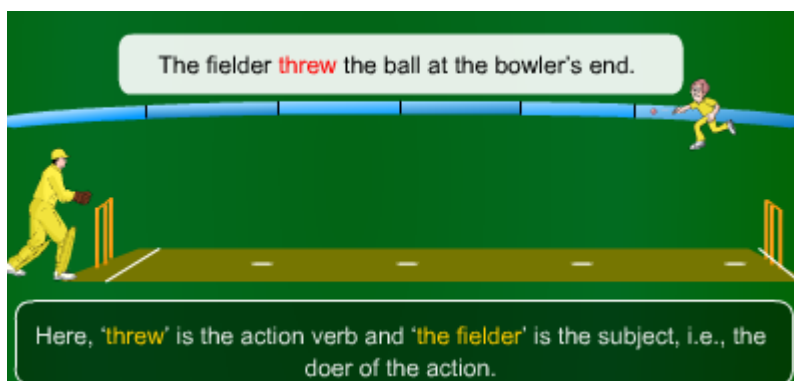 The fielder threw the ball at the bowler's end.
Here, ‘threw’ is the action verb and ‘the fielder’ is the subject, i.e., the
doer of the action.